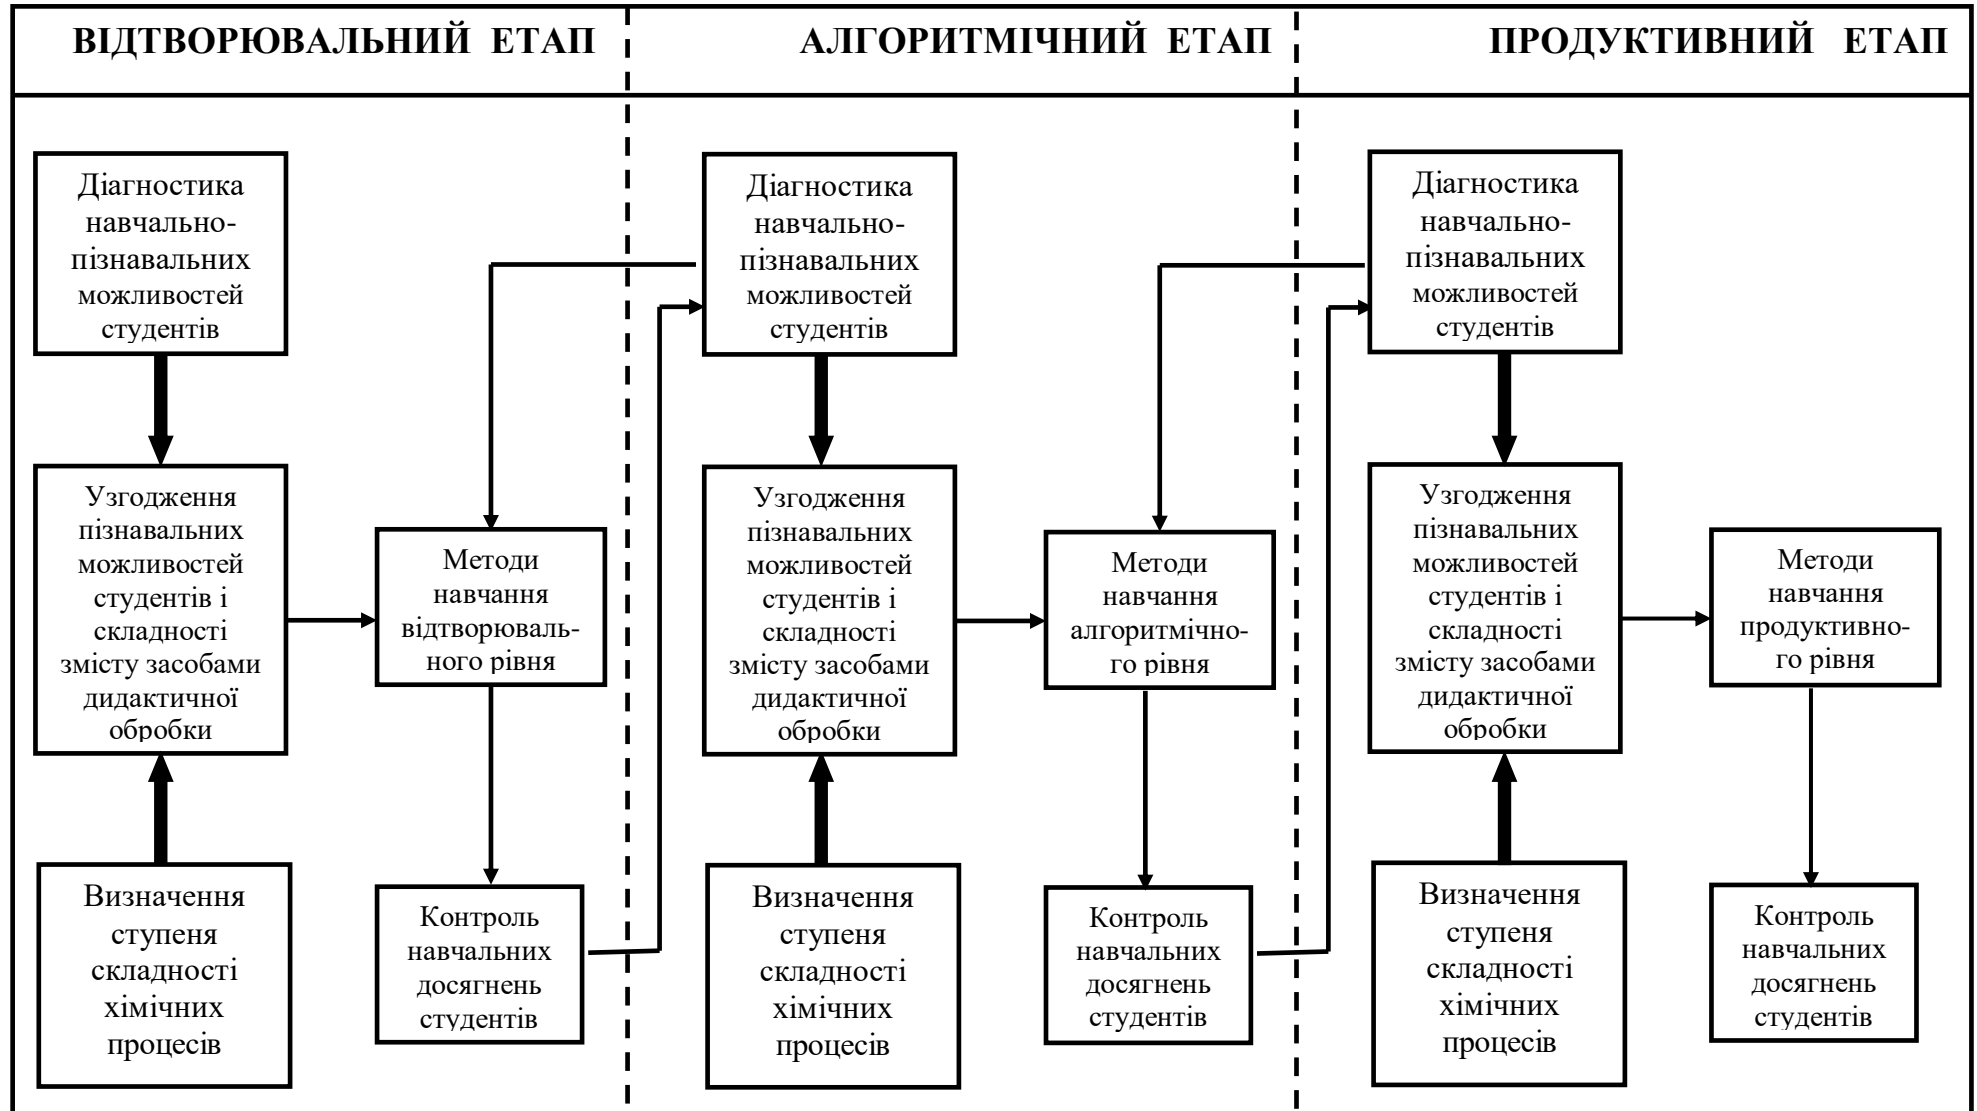 ВІДТВОРЮВАЛЬНИЙ ЕТАП
АЛГОРИТМІЧНИЙ ЕТАП
ПРОДУКТИВНИЙ ЕТАП
Діагностика
навчально-
пізнавальних
можливостей
студентів
Узгодження
пізнавальних
можливостей
студентів і
складності
змісту засобами
дидактичної
обробки
Визначення
ступеня
складності
хімічних
процесів
Методи
навчання
відтворюваль-
ного рівня
Контроль
навчальних
досягнень
студентів
Діагностика
навчально-
пізнавальних
можливостей
студентів
Узгодження
пізнавальних
можливостей
студентів і
складності
змісту засобами
дидактичної
обробки
Визначення
ступеня
складності
хімічних
процесів
Методи
навчання
алгоритмічно-
го рівня
Контроль
навчальних
досягнень
студентів
Діагностика
навчально-
пізнавальних
можливостей
студентів
Узгодження
пізнавальних
можливостей
студентів і
складності
змісту засобами
дидактичної
обробки
Визначення
ступеня
складності
хімічних
процесів
Методи
навчання
продуктивно-
го рівня
Контроль
навчальних
досягнень
студентів